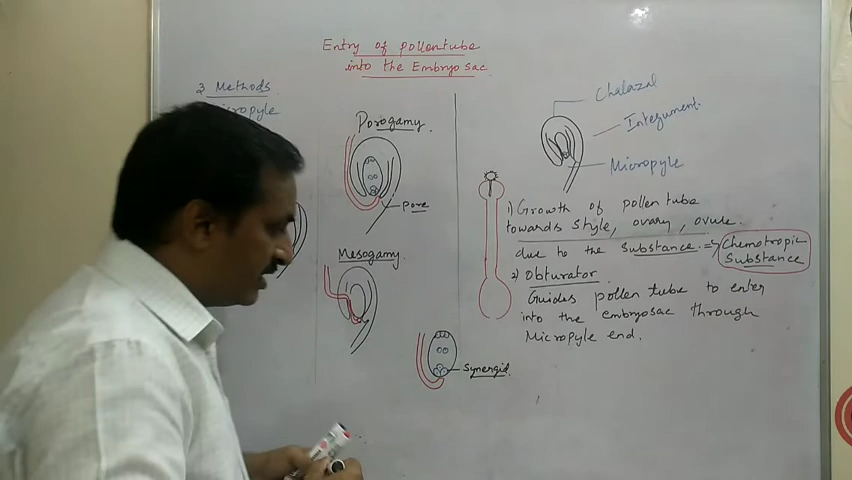 Entry of pollentube
into the Embryo sac
3 Methods
Porogamy.
Pore
Mesogamy.
Synergid.
Chalazal
Integument.
Micropyle
1) Growth of pollen tube
towards style, ovary, ovule.
due to the substance. => Chemotropic
Substance
2) Obturator.
Guides pollen tube to enter
into the embryosac through
Micropyle end.